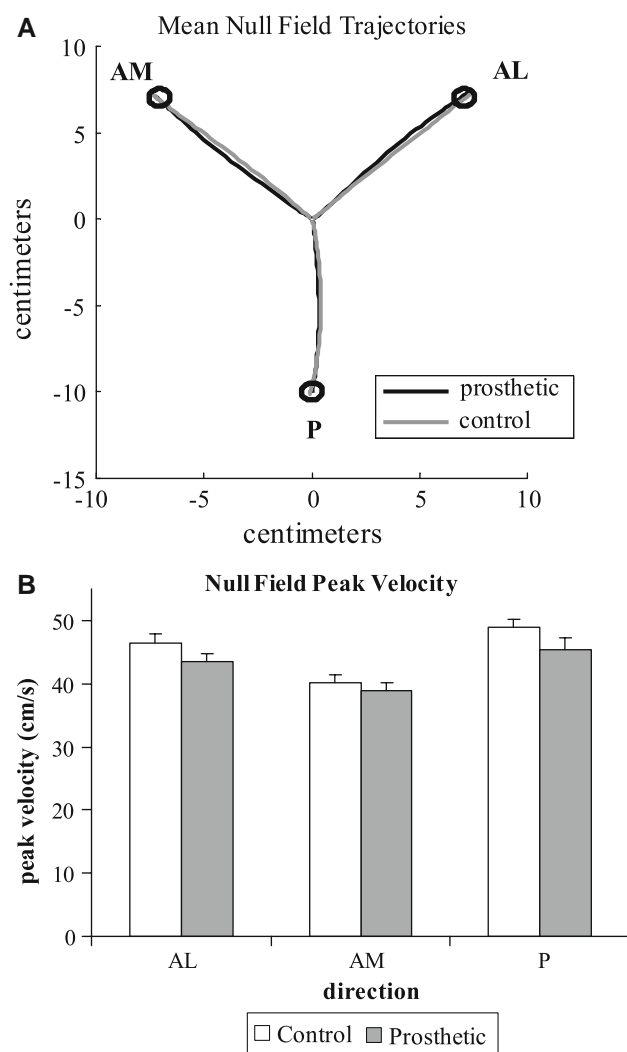 A
Mean Null Field Trajectories
10
AM
AL
5
0
centimeters
-5
-10
P
prosthetic
control
-15
-10 -5 0 5 10
centimeters
B
Null Field Peak Velocity
50
40
30
20
10
0
peak velocity (cm/s)
AL AM P
direction
Control Prosthetic